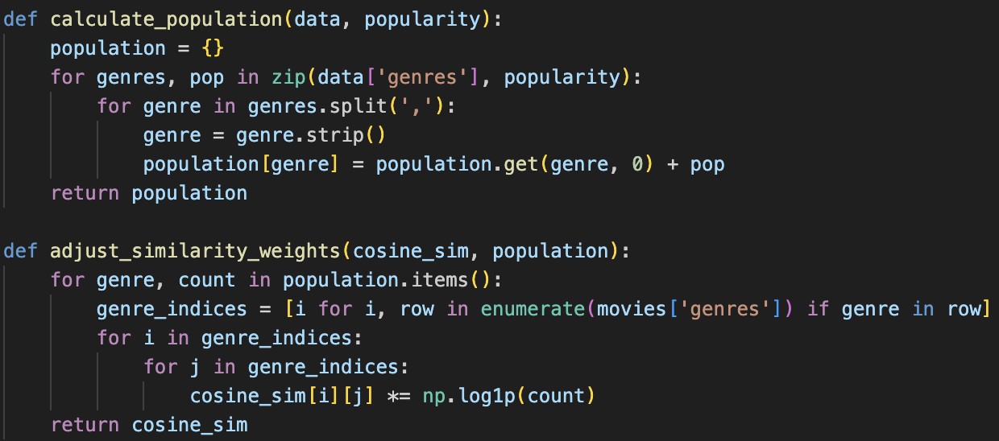 def calculate_population(data, popularity):
    population = {}
    for genres, pop in zip(data['genres'], popularity):
        for genre in genres.split(','):
            genre = genre.strip()
            population[genre] = population.get(genre, 0) + pop
    return population

def adjust_similarity_weights(cosine_sim, population):
    for genre, count in population.items():
        genre_indices = [i for i, row in enumerate(movies['genres']) if genre in row]
        for i in genre_indices:
            for j in genre_indices:
                cosine_sim[i][j] *= np.log1p(count)
    return cosine_sim